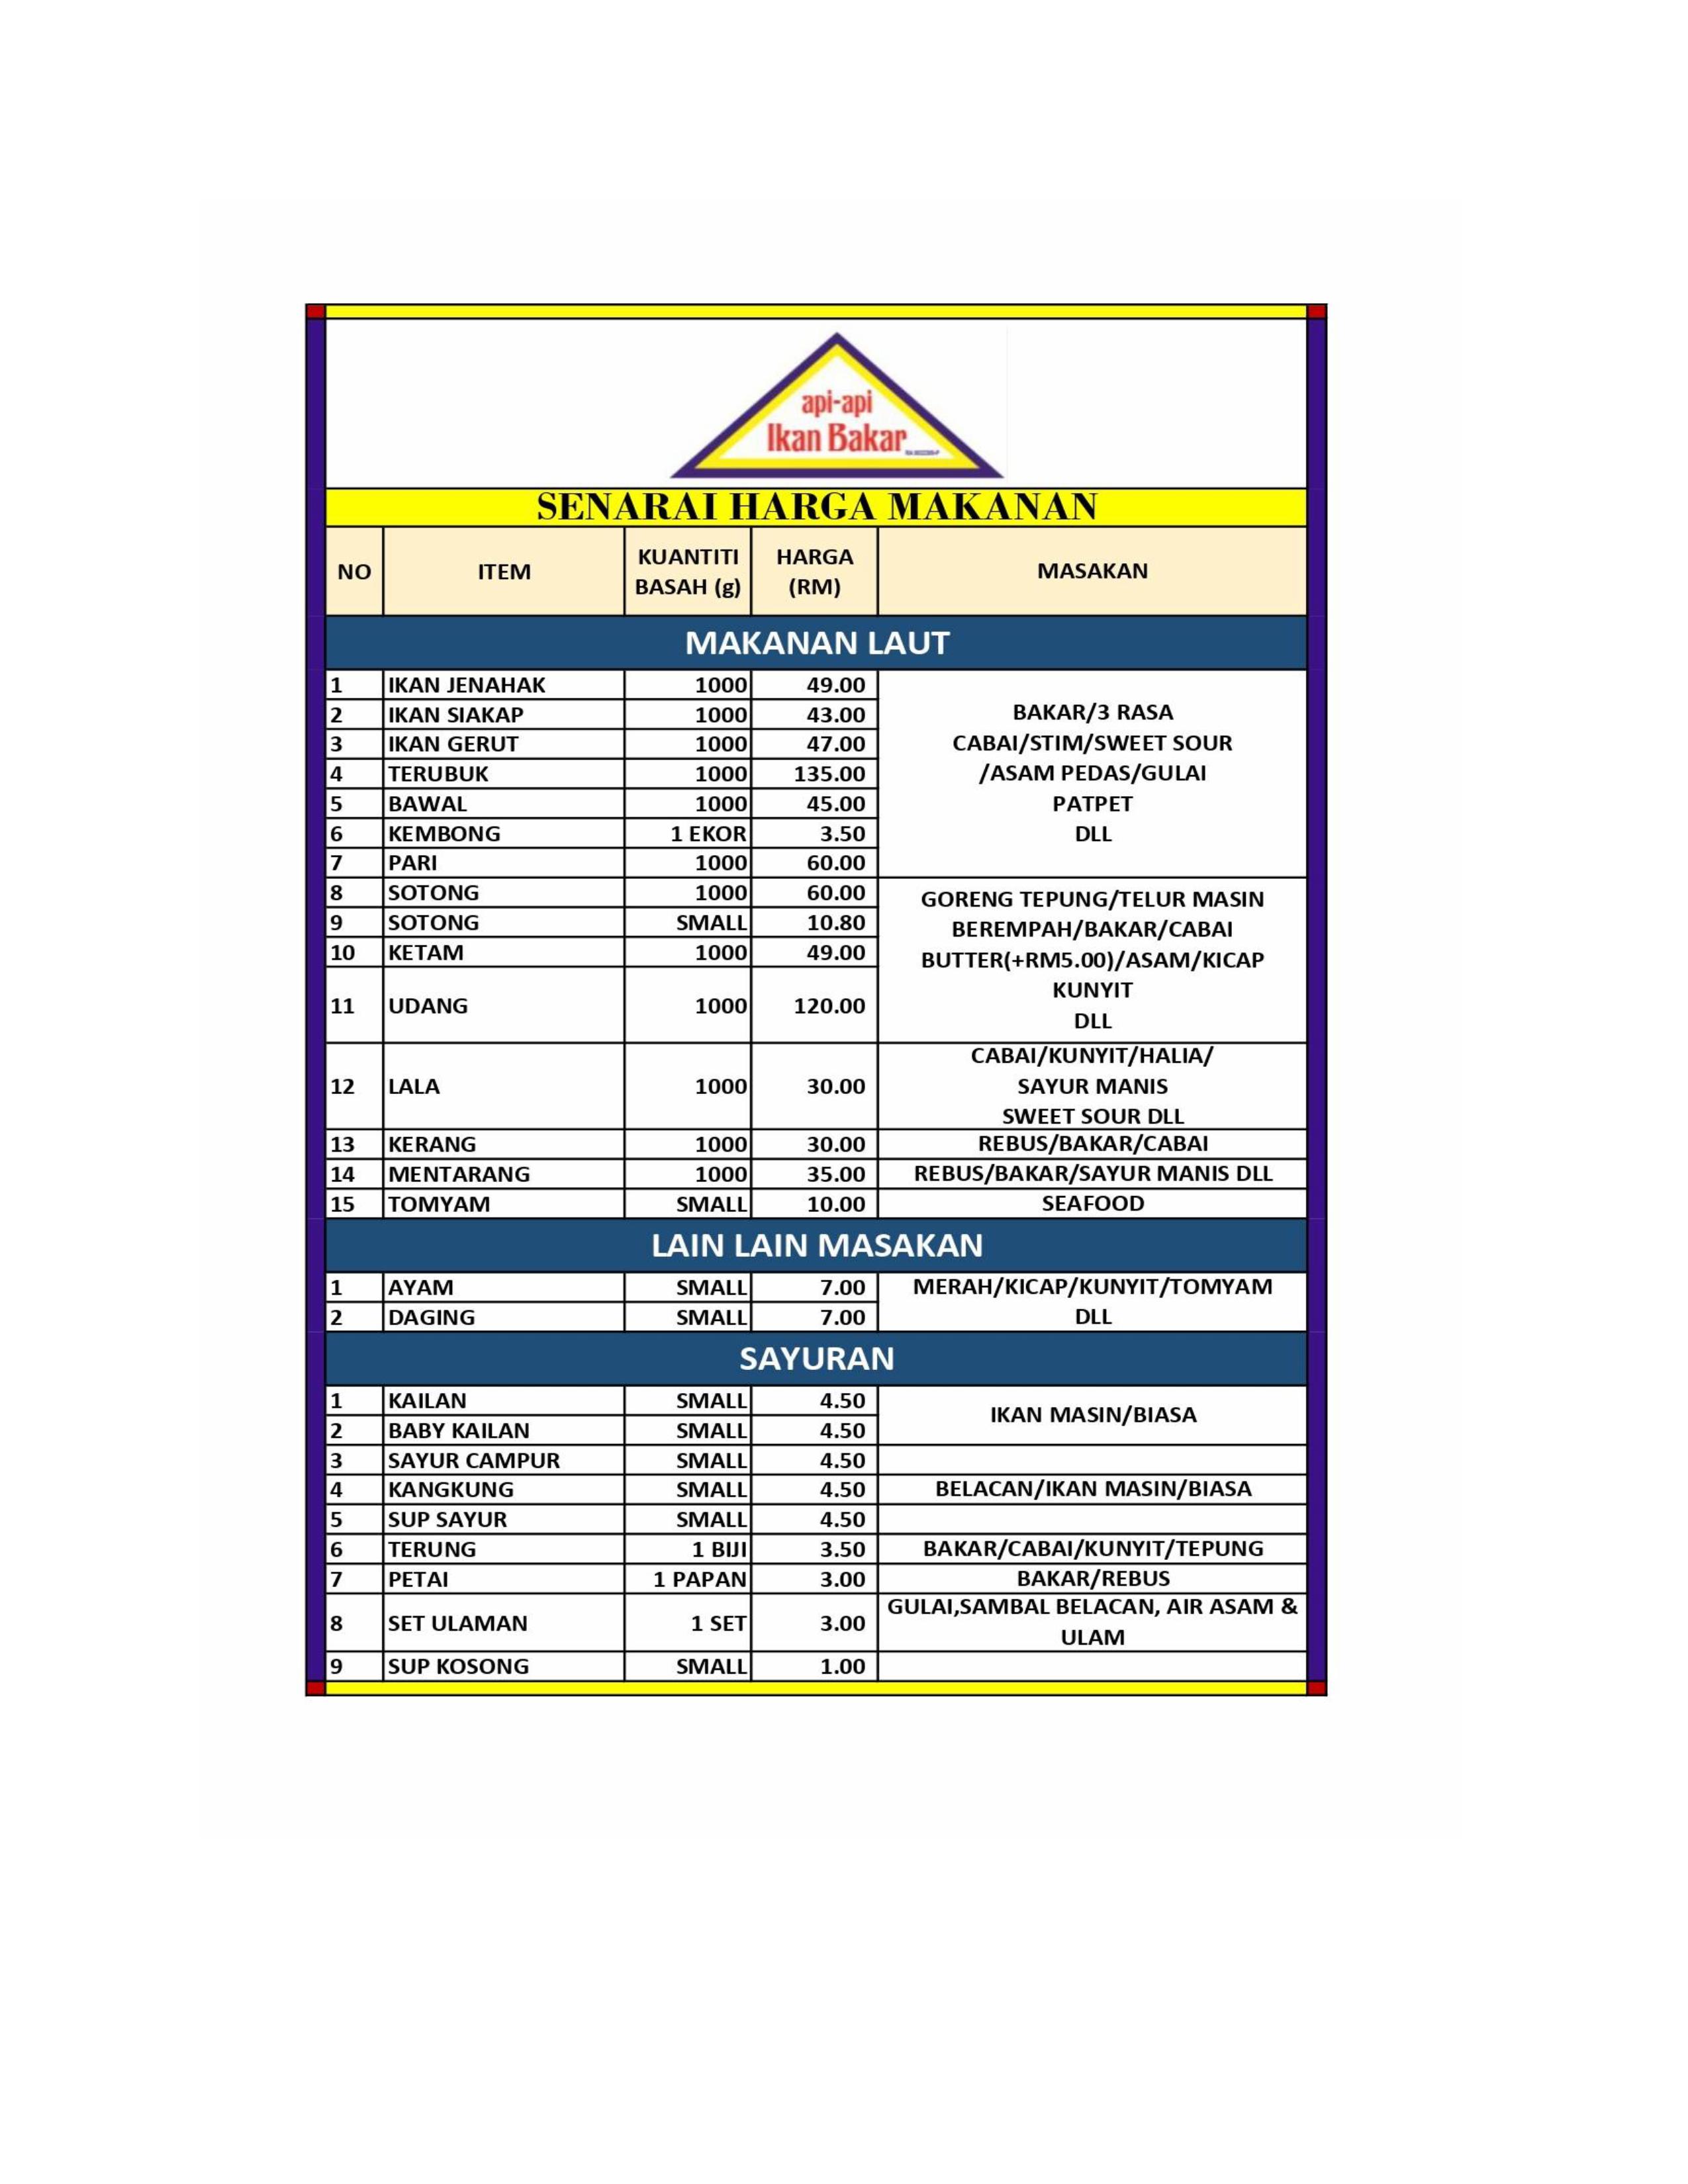 api-api
Ikan Bakar
SENARAI HARGA MAKANAN
NO ITEM KUANTITI BASAH (g) HARGA (RM) MASAKAN
MAKANAN LAUT
1 IKAN JENAHAK 1000 49.00
2 IKAN SIAKAP 1000 43.00
3 IKAN GERUT 1000 47.00
4 TERUBUK 1000 135.00
5 BAWAL 1000 45.00
6 KEMBONG 1 EKOR 3.50
7 PARI 1000 60.00
BAKAR/3 RASA
CABAI/STIM/SWEET SOUR
/ASAM PEDAS/GULAI
PATPET
DLL
8 SOTONG 1000 60.00
9 SOTONG SMALL 10.80
10 KETAM 1000 49.00
11 UDANG 1000 120.00
GORENG TEPUNG/TELUR MASIN
BEREMPAH/BAKAR/CABAI
BUTTER(+RM5.00)/ASAM/KICAP
KUNYIT
DLL
12 LALA 1000 30.00
CABAI/KUNYIT/HALIA/
SAYUR MANIS
SWEET SOUR DLL
13 KERANG 1000 30.00 REBUS/BAKAR/CABAI
14 MENTARANG 1000 35.00 REBUS/BAKAR/SAYUR MANIS DLL
15 TOMYAM SMALL 10.00 SEAFOOD
LAIN LAIN MASAKAN
1 AYAM SMALL 7.00
2 DAGING SMALL 7.00
MERAH/KICAP/KUNYIT/TOMYAM
DLL
SAYURAN
1 KAILAN SMALL 4.50
2 BABY KAILAN SMALL 4.50
IKAN MASIN/BIASA
3 SAYUR CAMPUR SMALL 4.50
4 KANGKUNG SMALL 4.50 BELACAN/IKAN MASIN/BIASA
5 SUP SAYUR SMALL 4.50
6 TERUNG 1 BIJI 3.50 BAKAR/CABAI/KUNYIT/TEPUNG
7 PETAI 1 PAPAN 3.00 BAKAR/REBUS
8 SET ULAMAN 1 SET 3.00
GULAI,SAMBAL BELACAN, AIR ASAM &
ULAM
9 SUP KOSONG SMALL 1.00